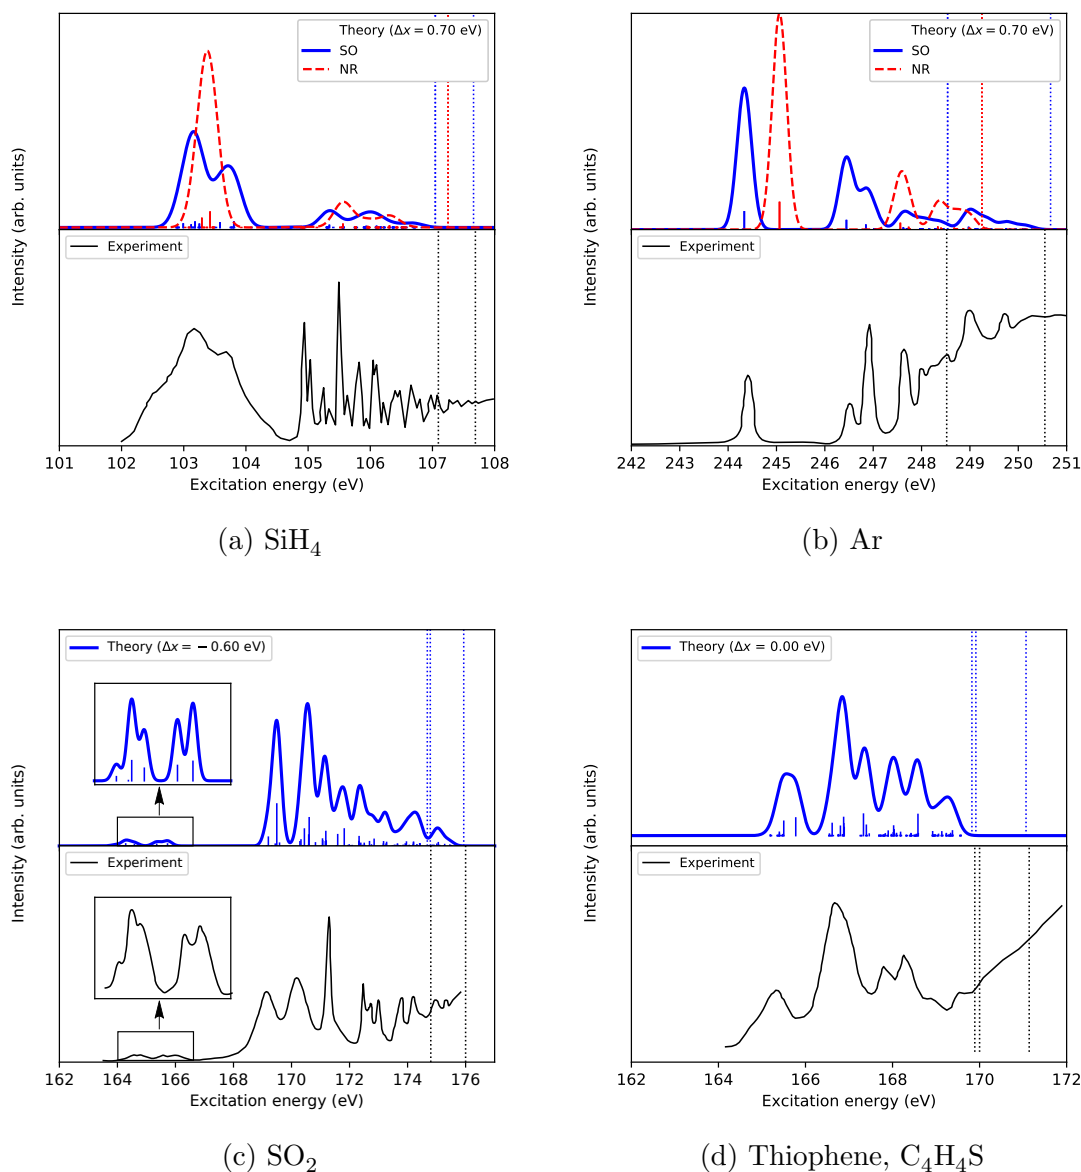 Theory (Δx = 0.70 eV)
SO
NR
Intensity (arb. units)
Experiment
101 102 103 104 105 106 107 108
Excitation energy (eV)
(a) SiH₄
Theory (Δx = 0.70 eV)
SO
NR
Intensity (arb. units)
Experiment
242 243 244 245 246 247 248 249 250 251
Excitation energy (eV)
(b) Ar
Theory (Δx = −0.60 eV)
Intensity (arb. units)
Experiment
162 164 166 168 170 172 174 176
Excitation energy (eV)
(c) SO₂
Theory (Δx = 0.00 eV)
Intensity (arb. units)
Experiment
162 164 166 168 170 172
Excitation energy (eV)
(d) Thiophene, C₄H₄S